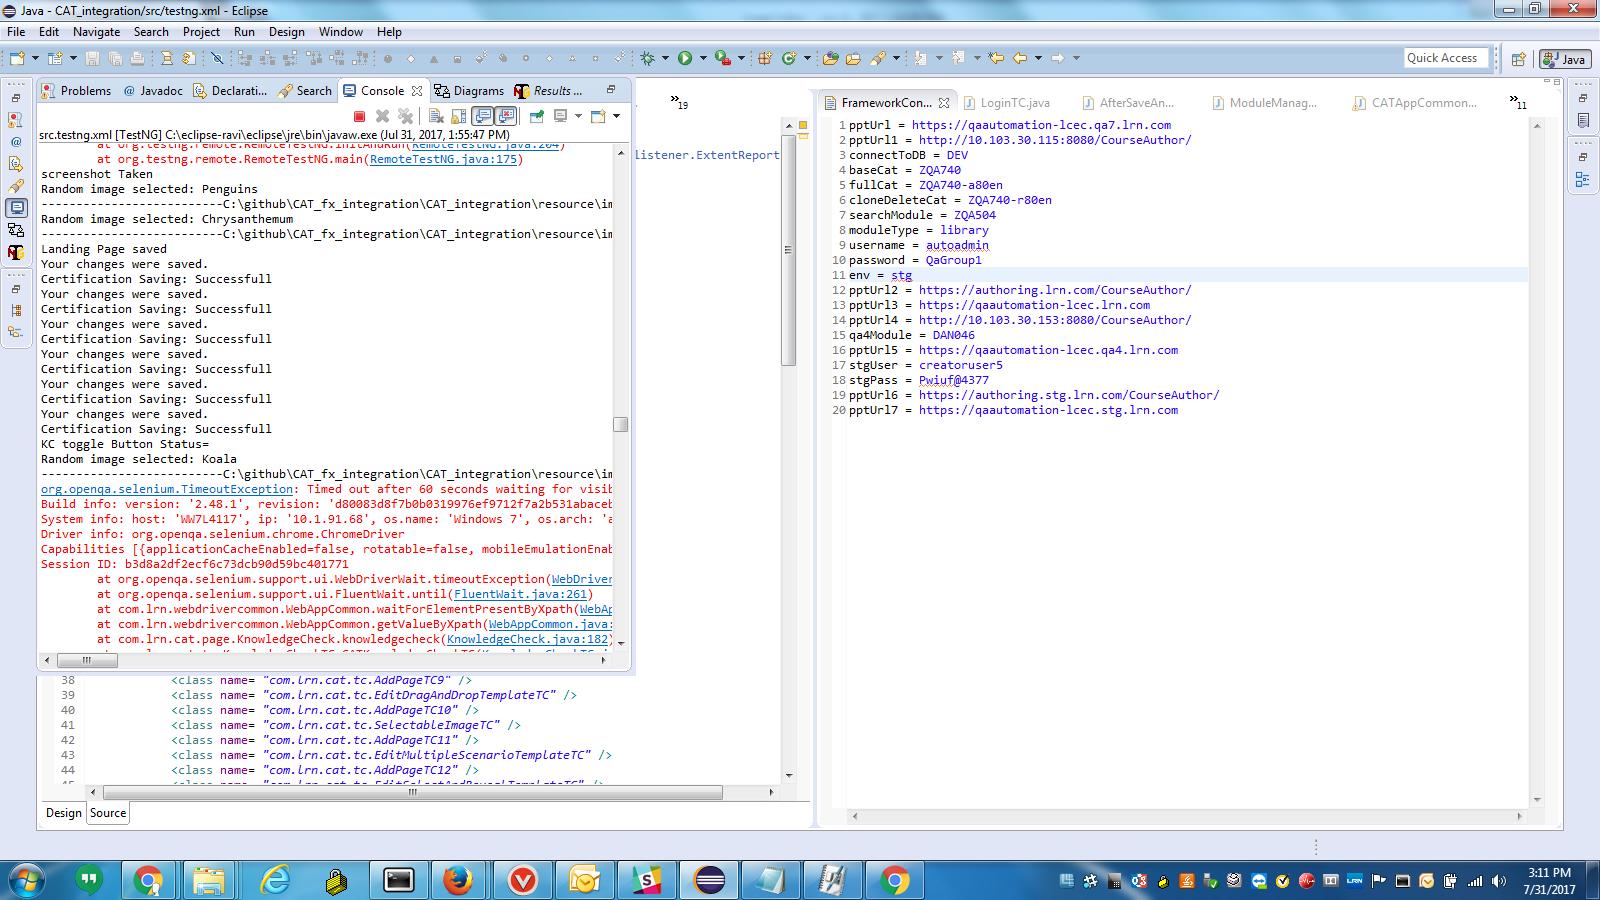 Java - CAT_integration/src/testng.xml - Eclipse
File Edit Navigate Search Project Run Design Window Help
Quick Access
Java
Problems @ Javadoc Declarati... Search Console Diagrams Results ...
src.testng.xml [TestNG] C:\eclipse-ravi\eclipse\jre\bin\javaw.exe (Jul 31, 2017, 1:55:47 PM)
at org.testng.remote.RemoteTestNG.initAndRun(RemoteTestNG.java:204)
at org.testng.remote.RemoteTestNG.main(RemoteTestNG.java:175)
screenshot Taken
Random image selected: Penguins
--------------------------C:\github\CAT_fx_integration\CAT_integration\resource\im
Random image selected: Chrysanthemum
--------------------------C:\github\CAT_fx_integration\CAT_integration\resource\im
Landing Page saved
Your changes were saved.
Certification Saving: Successfull
Your changes were saved.
Certification Saving: Successfull
Your changes were saved.
Certification Saving: Successfull
Your changes were saved.
Certification Saving: Successfull
Your changes were saved.
Certification Saving: Successfull
Your changes were saved.
Certification Saving: Successfull
KC toggle Button Status=
Random image selected: Koala
--------------------------C:\github\CAT_fx_integration\CAT_integration\resource\im
org.openqa.selenium.TimeoutException: Timed out after 60 seconds waiting for visib
Build info: version: '2.48.1', revision: 'd80083d8f7b0b0319976ef9712f7a2b531abaceb
System info: host: 'WW7L4117', ip: '10.1.91.68', os.name: 'Windows 7', os.arch: 'a
Driver info: org.openqa.selenium.chrome.ChromeDriver
Capabilities [{applicationCacheEnabled=false, rotatable=false, mobileEmulationEnab
Session ID: b3d8a2df2ecf6c73dcb90d59bc401771
at org.openqa.selenium.support.ui.WebDriverWait.timeoutException(WebDriver
at org.openqa.selenium.support.ui.FluentWait.until(FluentWait.java:261)
at com.lrn.webdrivercommon.WebAppCommon.waitForElementPresentByXpath(WebAp
at com.lrn.webdrivercommon.WebAppCommon.getValueByXpath(WebAppCommon.java:
at com.lrn.cat.page.KnowledgeCheck.knowledgecheck(KnowledgeCheck.java:182)
19
listener.ExtentReport
38 <class name= "com.lrn.cat.tc.AddPageTC9" />
39 <class name= "com.lrn.cat.tc.EditDragAndDropTemplateTC" />
40 <class name= "com.lrn.cat.tc.AddPageTC10" />
41 <class name= "com.lrn.cat.tc.SelectableImageTC" />
42 <class name= "com.lrn.cat.tc.AddPageTC11" />
43 <class name= "com.lrn.cat.tc.EditMultipleScenarioTemplateTC" />
44 <class name= "com.lrn.cat.tc.AddPageTC12" />
45 <class name= "com.lrn.cat.tc.EditSelectAndRevealTemplateTC" />
Design Source
FrameworkCon... LoginTC.java AfterSaveAn... ModuleManag... CATAppCommon... 11
1 pptUrl = https://qaautomation-lcec.qa7.lrn.com
2 pptUrl1 = http://10.103.30.115:8080/CourseAuthor/
3 connectToDB = DEV
4 baseCat = ZQA740
5 fullCat = ZQA740-a80en
6 cloneDeleteCat = ZQA740-r80en
7 searchModule = ZQA504
8 moduleType = library
9 username = autoadmin
10 password = QaGroup1
11 env = stg
12 pptUrl2 = https://authoring.lrn.com/CourseAuthor/
13 pptUrl3 = https://qaautomation-lcec.lrn.com
14 pptUrl4 = http://10.103.30.153:8080/CourseAuthor/
15 qa4Module = DAN046
16 pptUrl5 = https://qaautomation-lcec.qa4.lrn.com
17 stgUser = creatoruser5
18 stgPass = Pwiuf@4377
19 pptUrl6 = https://authoring.stg.lrn.com/CourseAuthor/
20 pptUrl7 = https://qaautomation-lcec.stg.lrn.com
LRN
3:11 PM
7/31/2017